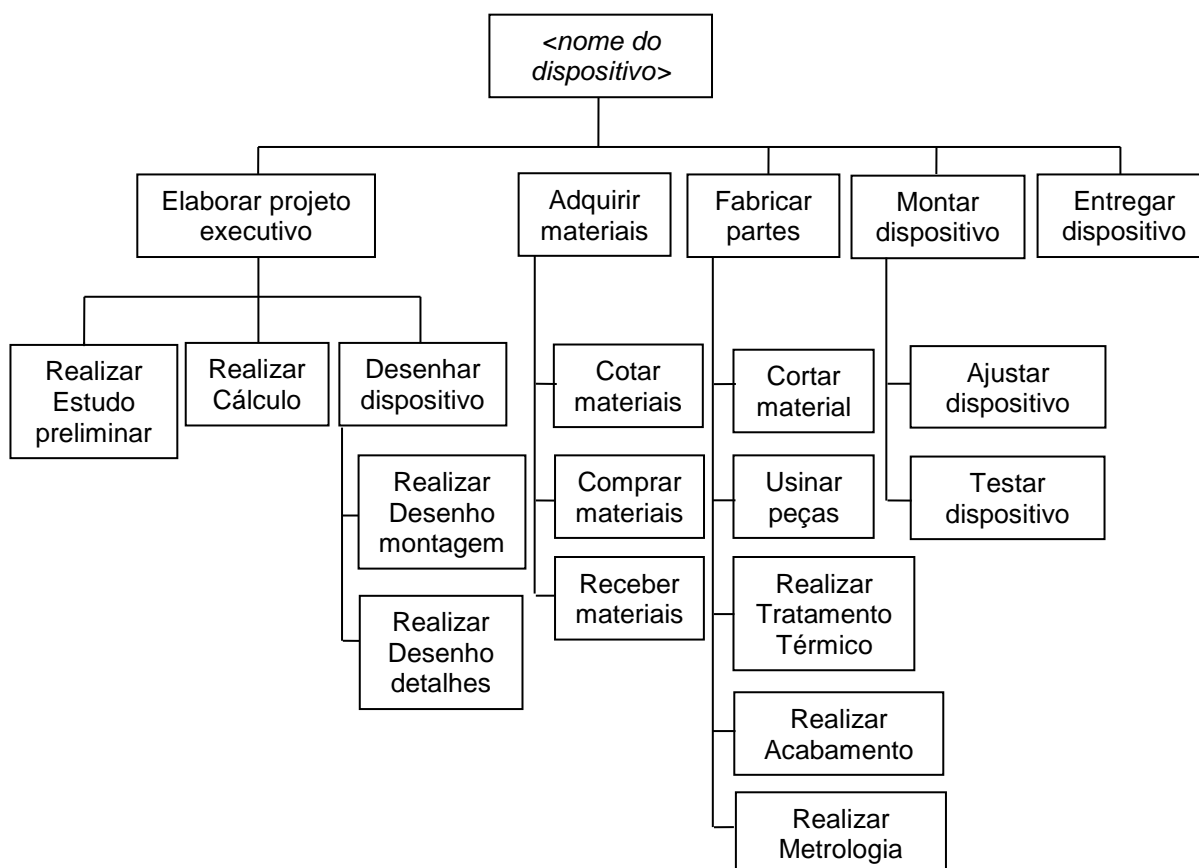 <nome do
dispositivo>
Elaborar projeto
executivo
Adquirir
materiais
Fabricar
partes
Montar
dispositivo
Entregar
dispositivo
Realizar
Estudo
preliminar
Realizar
Cálculo
Desenhar
dispositivo
Realizar
Desenho
montagem
Realizar
Desenho
detalhes
Cotar
materiais
Comprar
materiais
Receber
materiais
Cortar
material
Usinar
peças
Realizar
Tratamento
Térmico
Realizar
Acabamento
Realizar
Metrologia
Ajustar
dispositivo
Testar
dispositivo